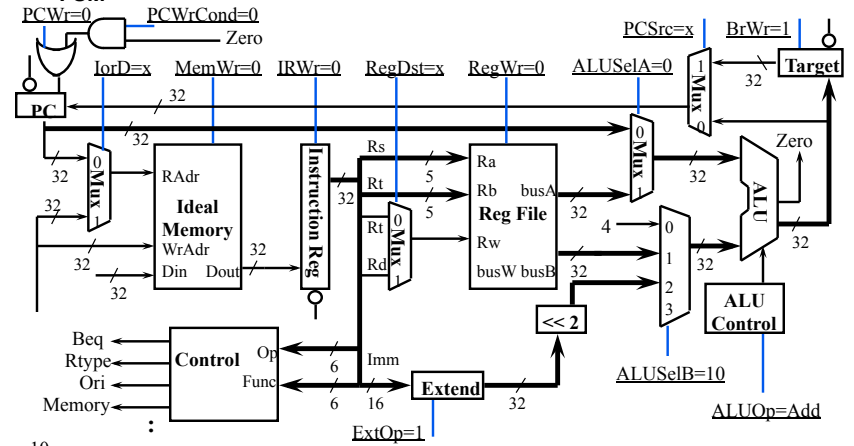 PCWr=0 PCWrCond=0 PCSrc=x BrWr=1
Zero
IorD=x MemWr=0 IRWr=0 RegDst=x RegWr=0 ALUSelA=0
1 Mux 0
32
Target
PC
32
32
32
0 Mux 1
RAdr
Ideal Memory
WrAdr
Din Dout
32
32
32
32
Instruction Reg
32
Rs
5
Rt
5
Rt
Rd
0 Mux 1
Ra
Rb busA
Reg File
Rw
busW busB
32
32
0 Mux 1
32
4
0
1
2
3
32
ALU
Zero
32
<< 2
ALU Control
Beq
Rtype
Ori
Memory
:
Control
Op
Func
6
6
Imm
16
Extend
32
ExtOp=1
ALUSelB=10
ALUOp=Add
10